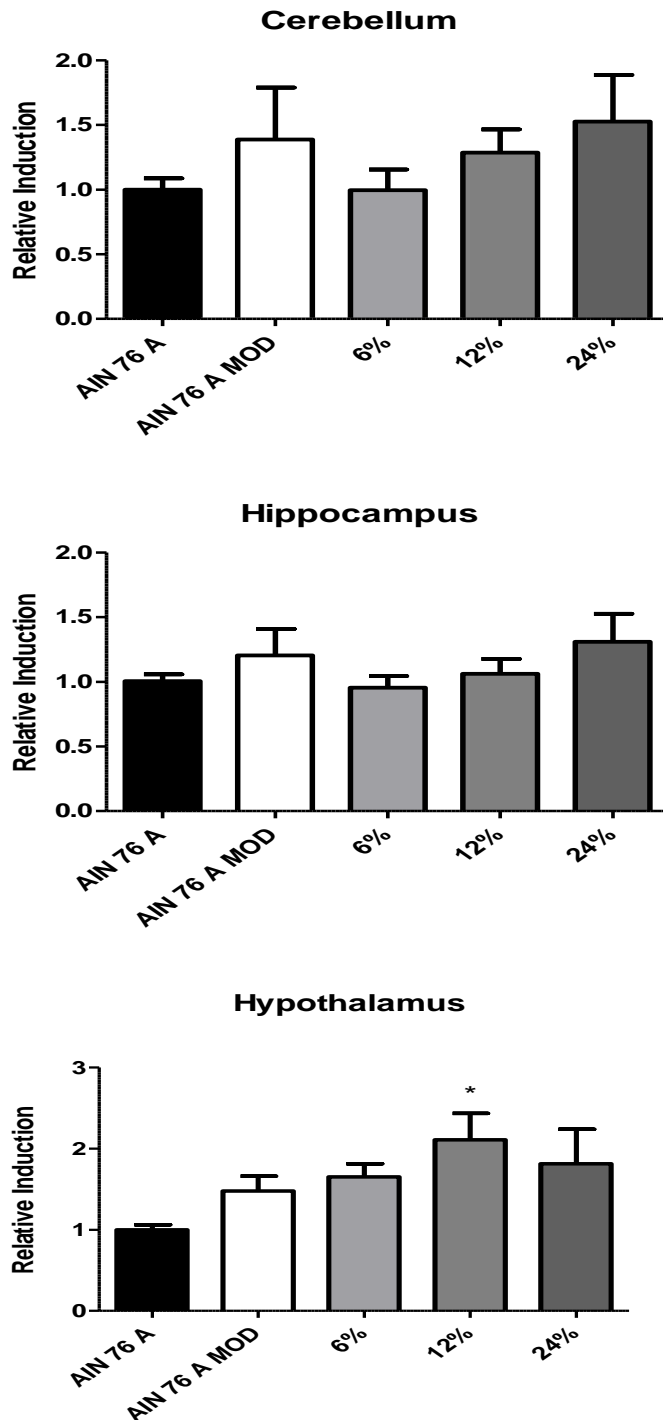 Cerebellum
Relative Induction
2.0
1.5
1.0
0.5
0.0
AIN 76 A
AIN 76 A MOD
6%
12%
24%
Hippocampus
Relative Induction
2.0
1.5
1.0
0.5
0.0
AIN 76 A
AIN 76 A MOD
6%
12%
24%
Hypothalamus
Relative Induction
3
2
1
0
*
AIN 76 A
AIN 76 A MOD
6%
12%
24%